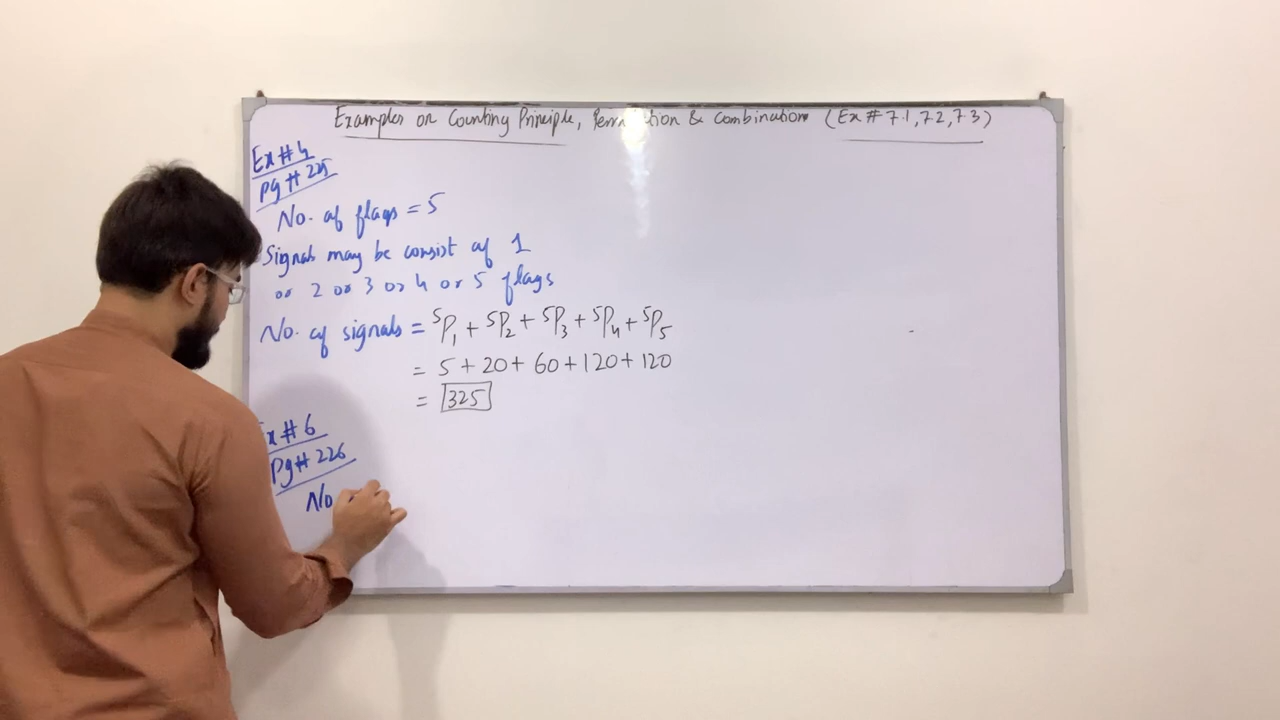 Examples on Counting Principle, Perm tion & Combination (Ex # 7.1, 7.2, 7.3)
Ex # 4
Pg # 225
No. of flags = 5
Signals may be consist of 1
or 2 or 3 or 4 or 5 flags
No. of signals = ⁵P₁ + ⁵P₂ + ⁵P₃ + ⁵P₄ + ⁵P₅
= 5 + 20 + 60 + 120 + 120
= 325
x # 6
Pg # 226
No